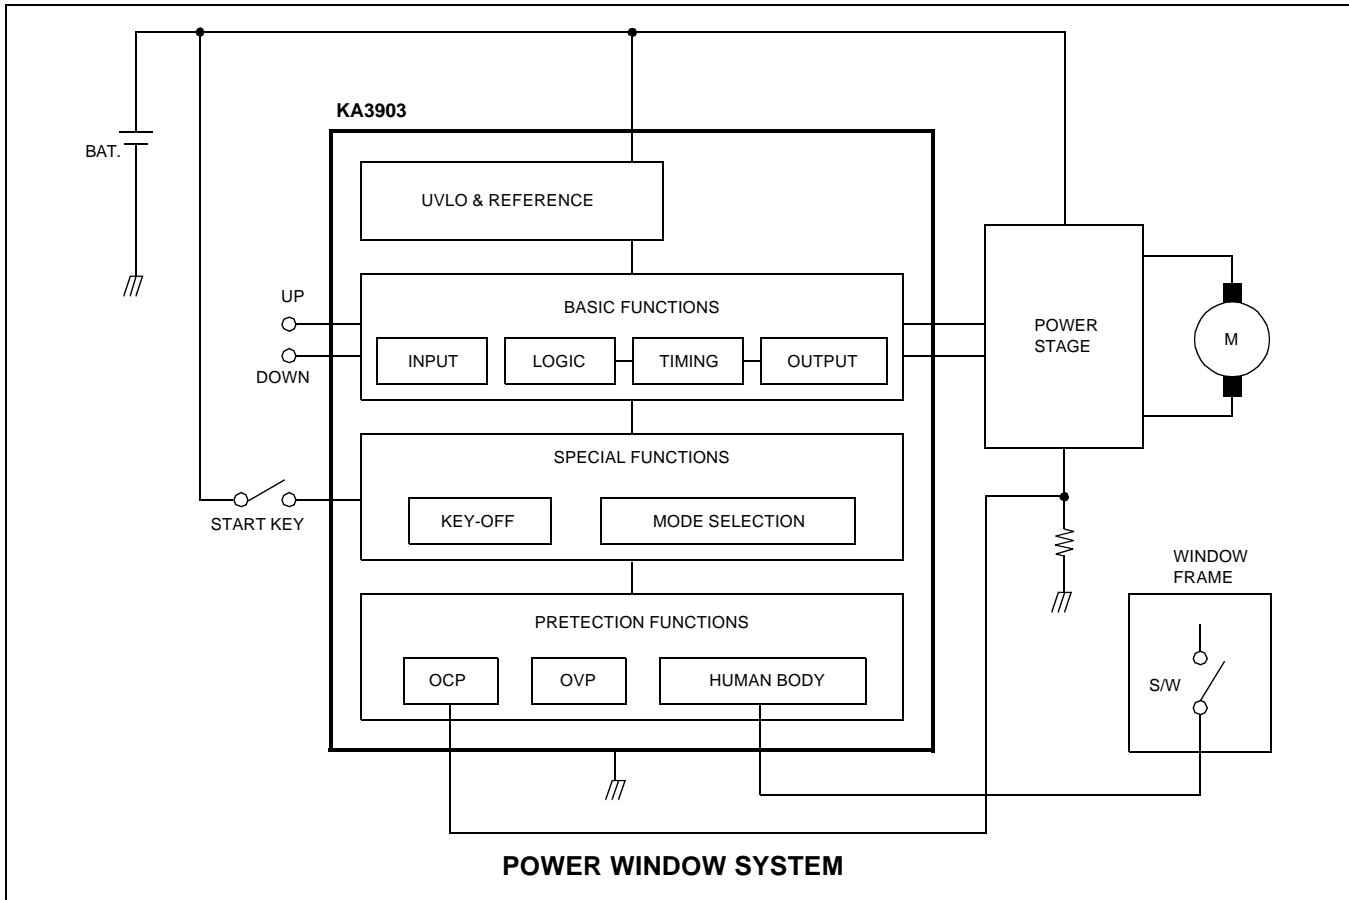 KA3903
BAT.
UVLO & REFERENCE
UP
DOWN
BASIC FUNCTIONS
INPUT
LOGIC
TIMING
OUTPUT
POWER
STAGE
M
SPECIAL FUNCTIONS
START KEY
KEY-OFF
MODE SELECTION
WINDOW
FRAME
S/W
PRETECTION FUNCTIONS
OCP
OVP
HUMAN BODY
POWER WINDOW SYSTEM